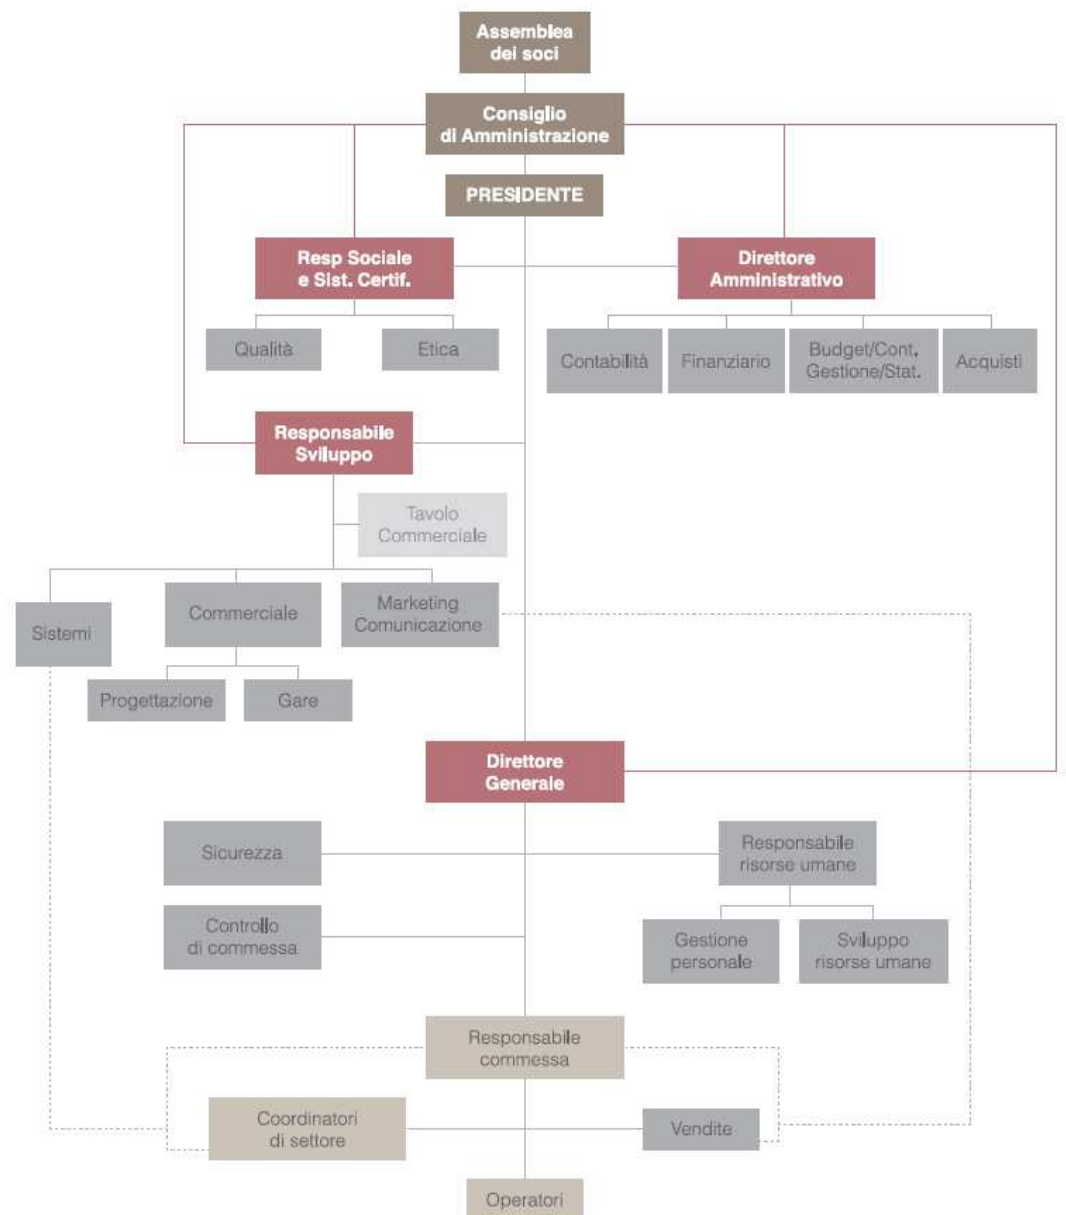 Assemblea
dei soci
Consiglio
di Amministrazione
PRESIDENTE
Resp Sociale
e Sist. Certif.
Direttore
Amministrativo
Qualità
Etica
Contabilità
Finanziario
Budget/Cont.
Gestione/Stat.
Acquisti
Responsabile
Sviluppo
Tavolo
Commerciale
Sistemi
Commerciale
Marketing
Comunicazione
Progettazione
Gare
Direttore
Generale
Sicurezza
Responsabile
risorse umane
Controllo
di commessa
Gestione
personale
Sviluppo
risorse umane
Responsabile
commessa
Coordinatori
di settore
Vendite
Operatori